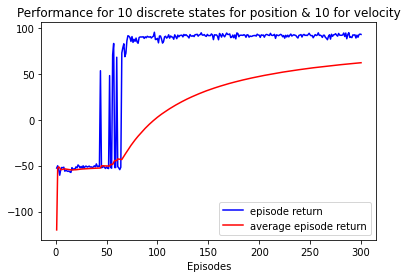 Performance for 10 discrete states for position & 10 for velocity
100
50
0
−50
−100
episode return
average episode return
0 50 100 150 200 250 300
Episodes